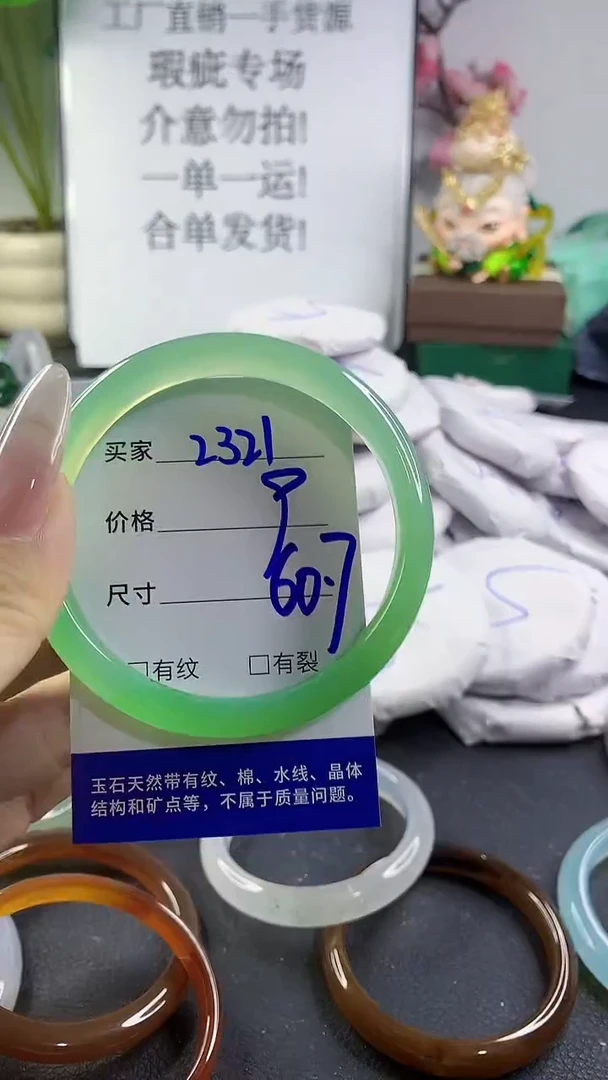 工厂直销一手货源
瑕疵专场
介意勿拍!
一单一运!
合单发货!
买家 2321
价格
尺寸 60.7
□有纹 □有裂
玉石天然带有纹、棉、水线、晶体
结构和矿点等，不属于质量问题。
S